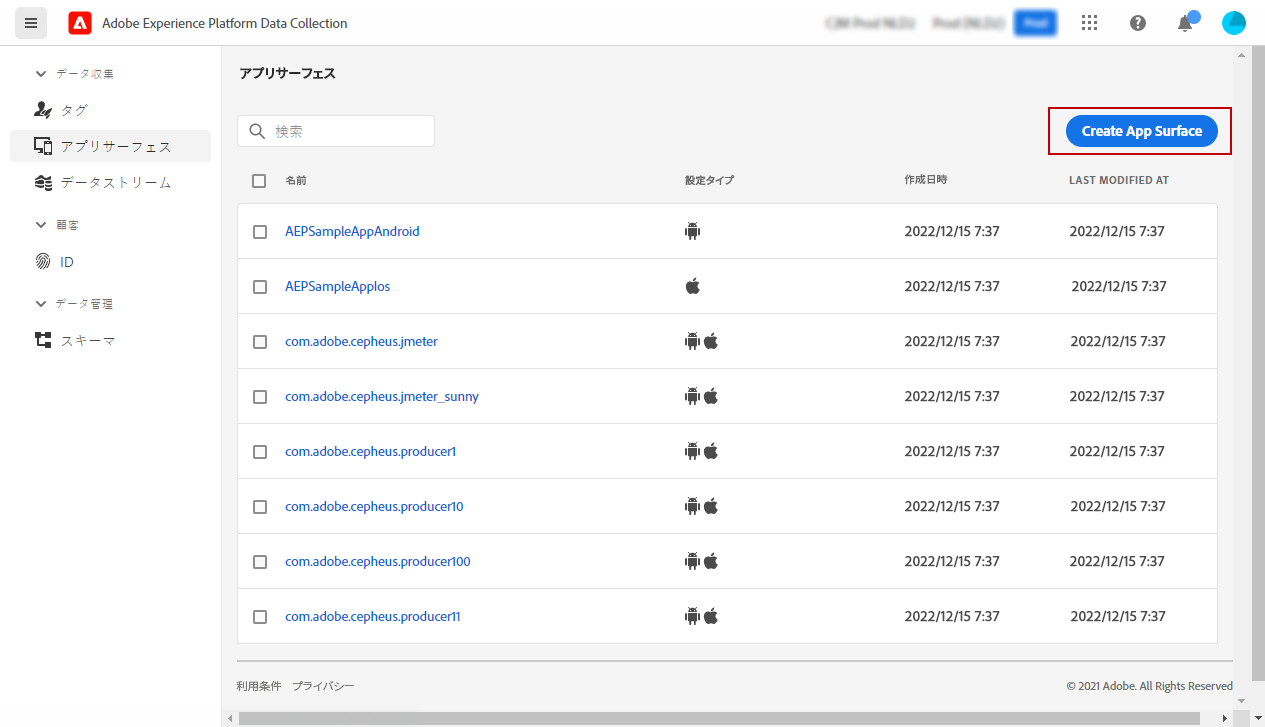 Adobe Experience Platform Data Collection
データ収集
タグ
アプリサーフェス
データストリーム
顧客
ID
データ管理
スキーマ
アプリサーフェス
検索
Create App Surface
名前 設定タイプ 作成日時 LAST MODIFIED AT
AEPSampleAppAndroid 2022/12/15 7:37 2022/12/15 7:37
AEPSampleAppIos 2022/12/15 7:37 2022/12/15 7:37
com.adobe.cepheus.jmeter 2022/12/15 7:37 2022/12/15 7:37
com.adobe.cepheus.jmeter_sunny 2022/12/15 7:37 2022/12/15 7:37
com.adobe.cepheus.producer1 2022/12/15 7:37 2022/12/15 7:37
com.adobe.cepheus.producer10 2022/12/15 7:37 2022/12/15 7:37
com.adobe.cepheus.producer100 2022/12/15 7:37 2022/12/15 7:37
com.adobe.cepheus.producer11 2022/12/15 7:37 2022/12/15 7:37
利用条件 プライバシー © 2021 Adobe. All Rights Reserved